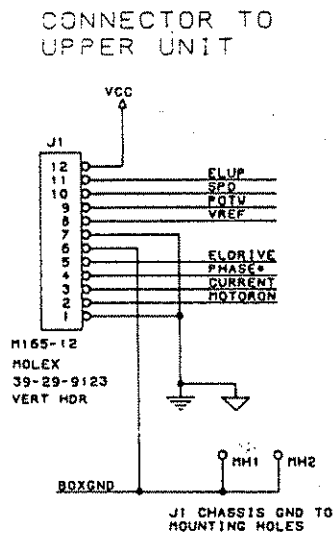 CONNECTOR TO
UPPER UNIT
VCC
J1
12
11 ELUP
10 SPD
9 POTW
8 VREF
7
6
5 ELDRIVE
4 PHASE*
3 CURRENT
2 MOTORON
1
M165-12
MOLEX
39-29-9123
VERT HDR
MH1 MH2
BOXGND
J1 CHASSIS GND TO
MOUNTING HOLES